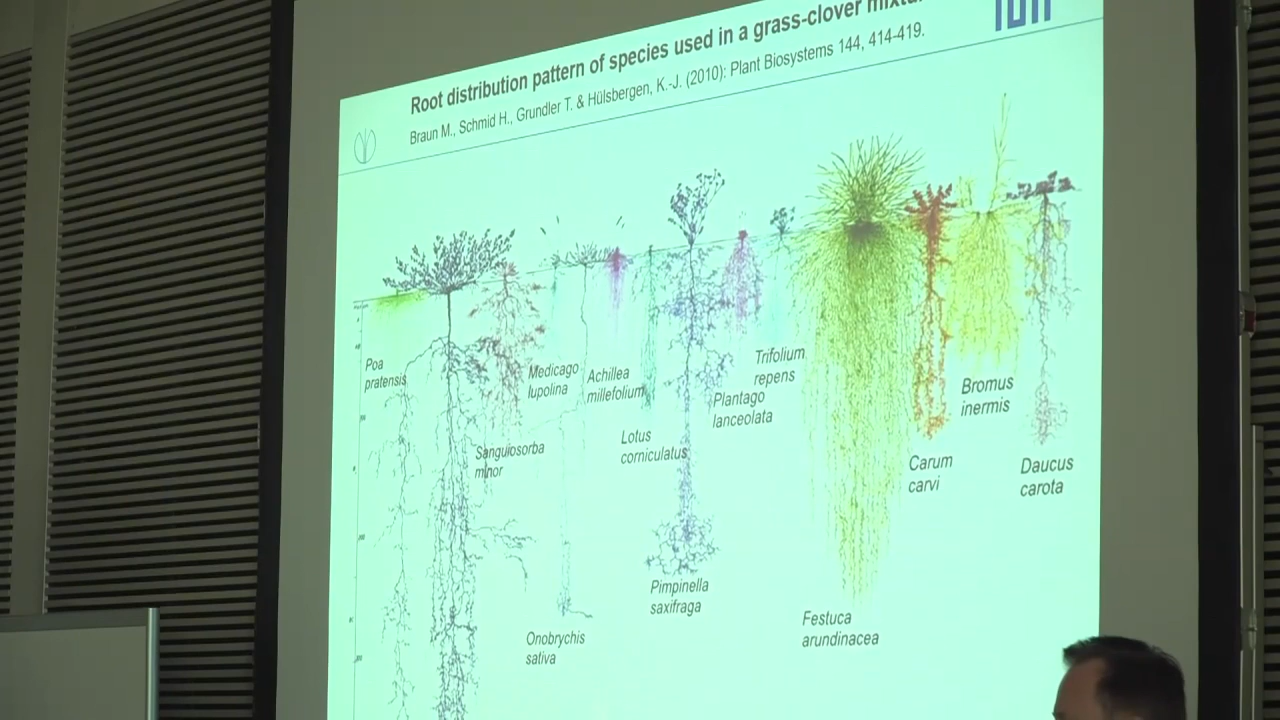 Root distribution pattern of species used in a grass-clover
Braun M., Schmid H., Grundler T. & Hülsbergen, K.-J. (2010): Plant Biosystems 144, 414-419.
Poa
pratensis
Sanguisorba
minor
Medicago
lupolina
Achillea
millefolium
Onobrychis
sativa
Lotus
corniculatus
Pimpinella
saxifraga
Plantago
lanceolata
Trifolium
repens
Festuca
arundinacea
Carum
carvi
Bromus
inermis
Daucus
carota